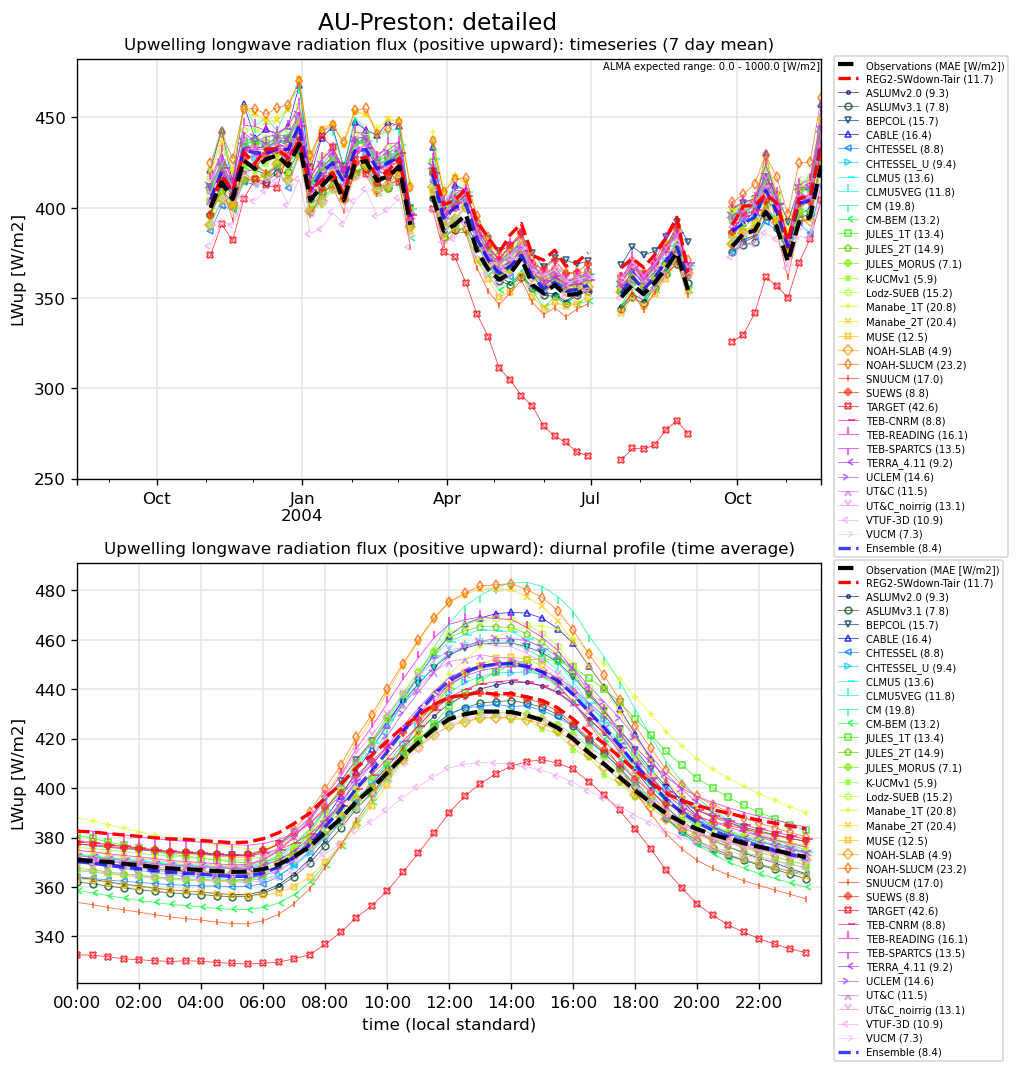 AU-Preston: detailed
Upwelling longwave radiation flux (positive upward): timeseries (7 day mean)
ALMA expected range: 0.0 - 1000.0 [W/m2]
LWup [W/m2]
450
400
350
300
250
Oct
Jan
2004
Apr
Jul
Oct
Observations (MAE [W/m2])
REG2-SWdown-Tair (11.7)
ASLUMv2.0 (9.3)
ASLUMv3.1 (7.8)
BEPCOL (15.7)
CABLE (16.4)
CHTESSEL (8.8)
CHTESSEL_U (9.4)
CLMU5 (13.6)
CLMU5VEG (11.8)
CM (19.8)
CM-BEM (13.2)
JULES_1T (13.4)
JULES_2T (14.9)
JULES_MORUS (7.1)
K-UCMv1 (5.9)
Lodz-SUEB (15.2)
Manabe_1T (20.8)
Manabe_2T (20.4)
MUSE (12.5)
NOAH-SLAB (4.9)
NOAH-SLUCM (23.2)
SNUUCM (17.0)
SUEWS (8.8)
TARGET (42.6)
TEB-CNRM (8.8)
TEB-READING (16.1)
TEB-SPARTCS (13.5)
TERRA_4.11 (9.2)
UCLEM (14.6)
UT&C (11.5)
UT&C_noirrig (13.1)
VTUF-3D (10.9)
VUCM (7.3)
Ensemble (8.4)
Upwelling longwave radiation flux (positive upward): diurnal profile (time average)
LWup [W/m2]
480
460
440
420
400
380
360
340
00:00
02:00
04:00
06:00
08:00
10:00
12:00
14:00
16:00
18:00
20:00
22:00
time (local standard)
Observation (MAE [W/m2])
REG2-SWdown-Tair (11.7)
ASLUMv2.0 (9.3)
ASLUMv3.1 (7.8)
BEPCOL (15.7)
CABLE (16.4)
CHTESSEL (8.8)
CHTESSEL_U (9.4)
CLMU5 (13.6)
CLMU5VEG (11.8)
CM (19.8)
CM-BEM (13.2)
JULES_1T (13.4)
JULES_2T (14.9)
JULES_MORUS (7.1)
K-UCMv1 (5.9)
Lodz-SUEB (15.2)
Manabe_1T (20.8)
Manabe_2T (20.4)
MUSE (12.5)
NOAH-SLAB (4.9)
NOAH-SLUCM (23.2)
SNUUCM (17.0)
SUEWS (8.8)
TARGET (42.6)
TEB-CNRM (8.8)
TEB-READING (16.1)
TEB-SPARTCS (13.5)
TERRA_4.11 (9.2)
UCLEM (14.6)
UT&C (11.5)
UT&C_noirrig (13.1)
VTUF-3D (10.9)
VUCM (7.3)
Ensemble (8.4)